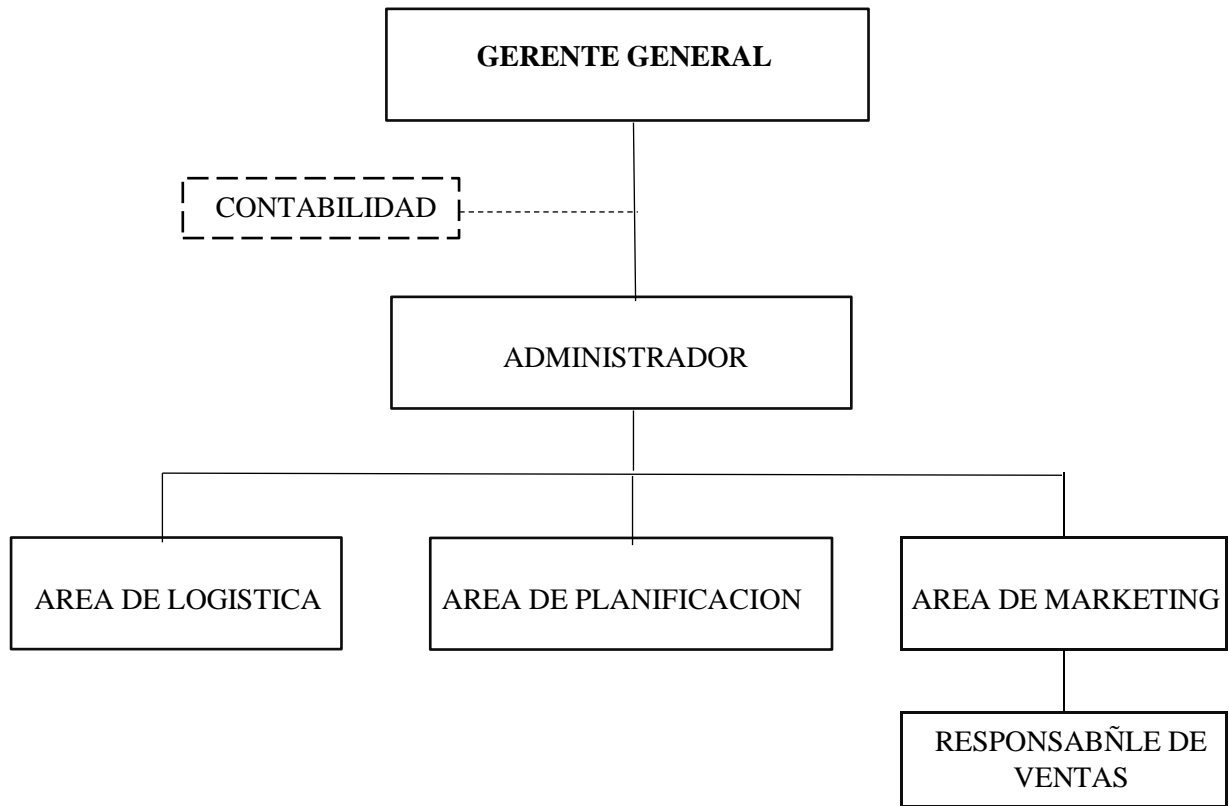 GERENTE GENERAL
CONTABILIDAD
ADMINISTRADOR
AREA DE LOGISTICA
AREA DE PLANIFICACION
AREA DE MARKETING
RESPONSABÑLE DE
VENTAS